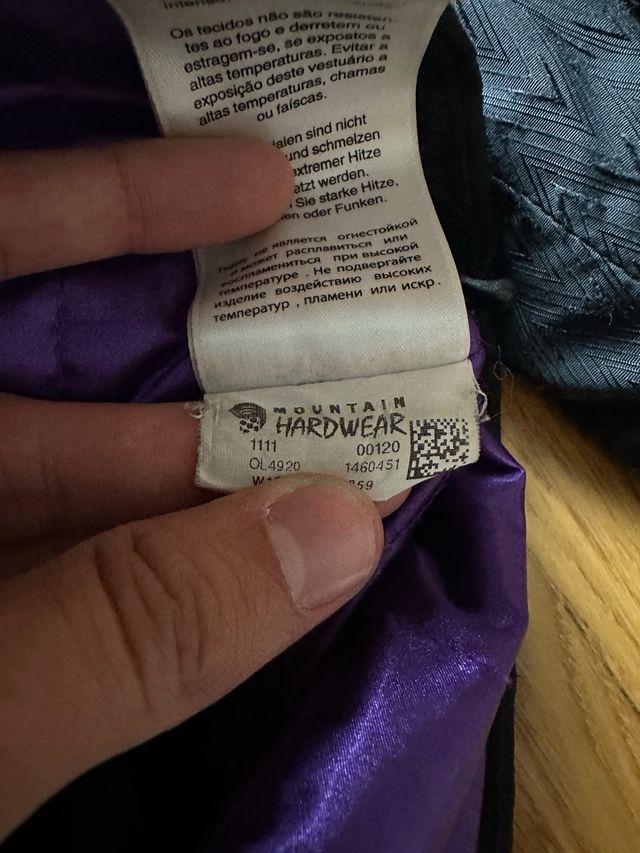 Os tecidos não são resisten-
tes ao fogo e derretem ou
estragem-se, se expostos a
altas temperaturas. Evitar a
exposição deste vestuário a
altas temperaturas, chamas
ou faíscas.
sind nicht
und schmelzen
extremer Hitze
werden.
Sie starke Hitze,
oder Funken.
Ткань не является огнестойкой
и может расплавиться или
воспламениться при высокой
температуре . Не подвергайте
изделие воздействию высоких
температур , пламени или искр .
MOUNTAIN
HARDWEAR
1111 00120
OL4920 1460451